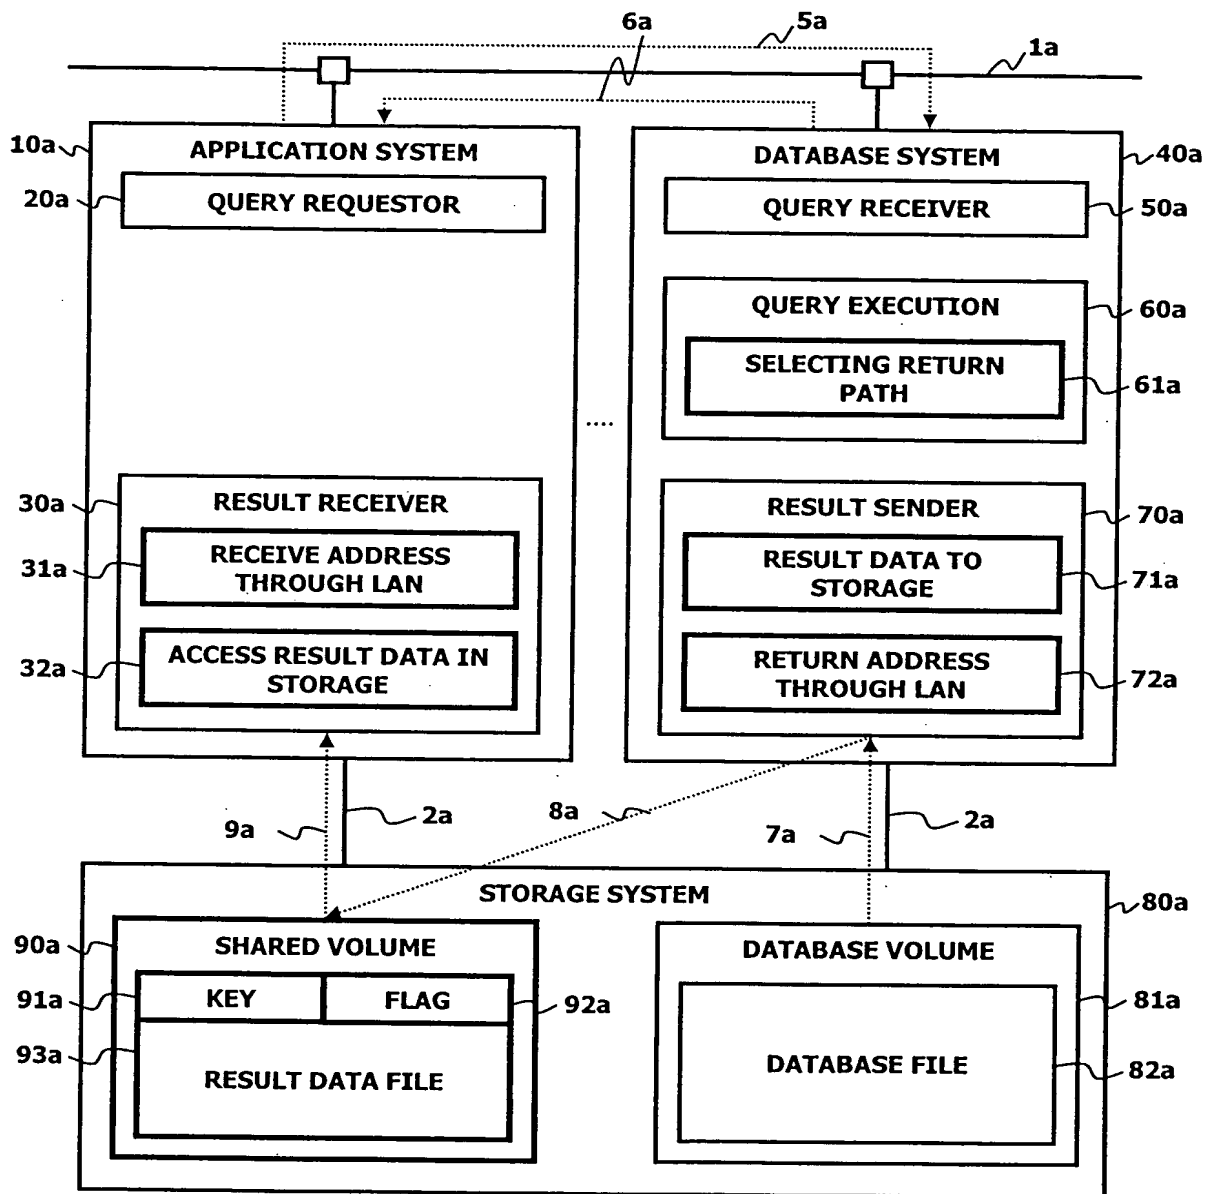 6a
5a
1a
10a
APPLICATION SYSTEM
20a
QUERY REQUESTOR
DATABASE SYSTEM
40a
QUERY RECEIVER
50a
QUERY EXECUTION
60a
SELECTING RETURN
PATH
61a
....
30a
RESULT RECEIVER
31a
RECEIVE ADDRESS
THROUGH LAN
32a
ACCESS RESULT DATA IN
STORAGE
RESULT SENDER
70a
RESULT DATA TO
STORAGE
71a
RETURN ADDRESS
THROUGH LAN
72a
9a
2a
8a
7a
2a
STORAGE SYSTEM
80a
90a
SHARED VOLUME
91a
KEY
FLAG
92a
93a
RESULT DATA FILE
DATABASE VOLUME
81a
DATABASE FILE
82a